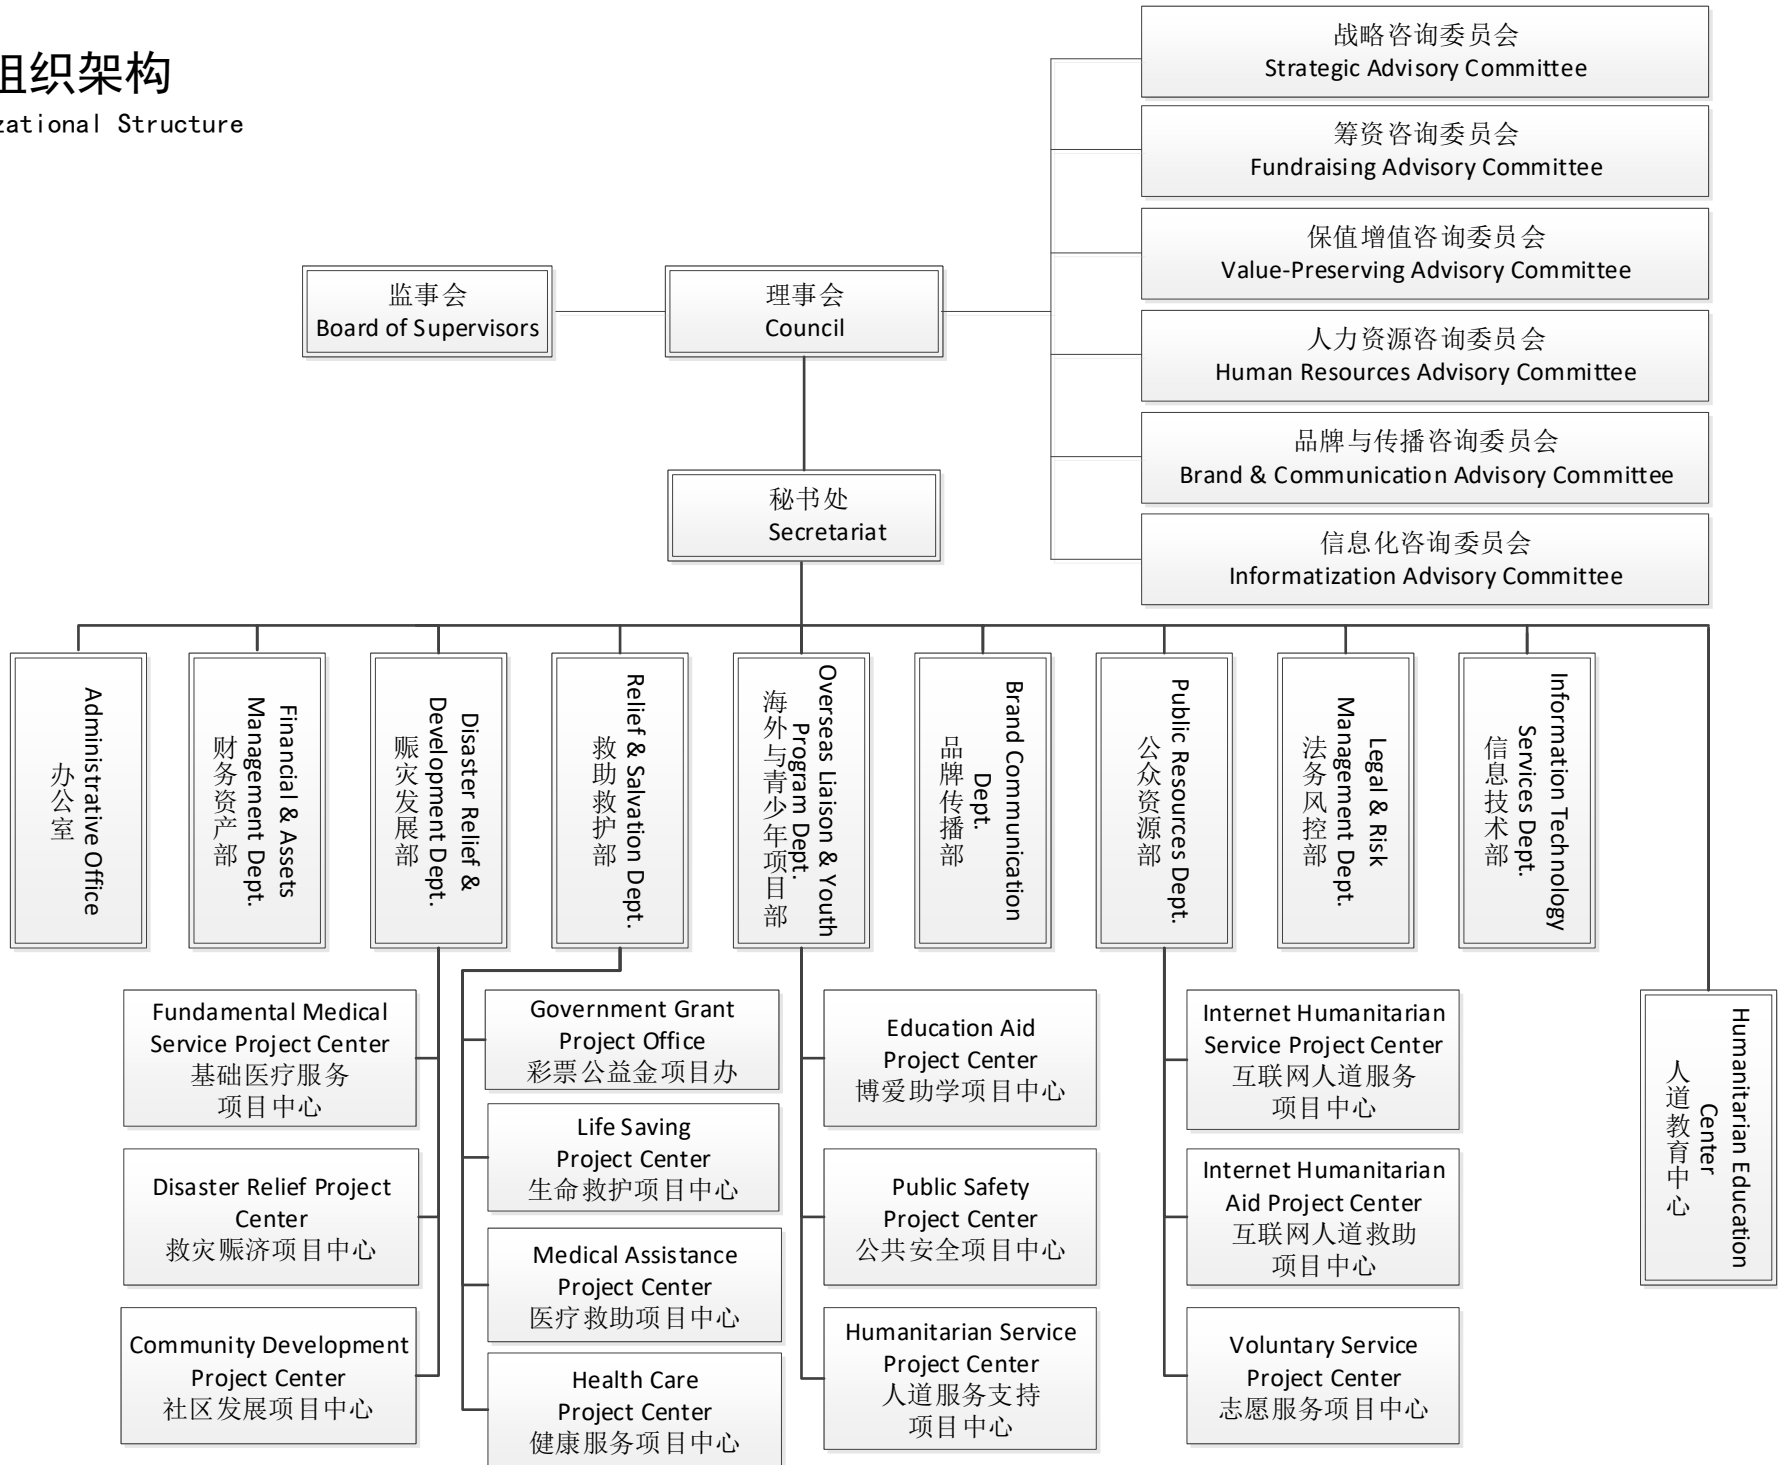 组织架构
zational Structure
战略咨询委员会
Strategic Advisory Committee
筹资咨询委员会
Fundraising Advisory Committee
保值增值咨询委员会
Value-Preserving Advisory Committee
人力资源咨询委员会
Human Resources Advisory Committee
品牌与传播咨询委员会
Brand & Communication Advisory Committee
信息化咨询委员会
Informatization Advisory Committee
监事会
Board of Supervisors
理事会
Council
秘书处
Secretariat
Administrative Office
办公室
Financial & Assets
Management Dept.
财务资产部
Disaster Relief &
Development Dept.
赈灾发展部
Relief & Salvation Dept.
救助救护部
Overseas Liaison & Youth
Program Dept.
海外与青少年项目部
Brand Communication
Dept.
品牌传播部
Public Resources Dept.
公众资源部
Legal & Risk
Management Dept.
法务风控部
Information Technology
Services Dept.
信息技术部
Humanitarian Education
Center
人道教育中心
Fundamental Medical
Service Project Center
基础医疗服务
项目中心
Disaster Relief Project
Center
救灾赈济项目中心
Community Development
Project Center
社区发展项目中心
Government Grant
Project Office
彩票公益金项目办
Life Saving
Project Center
生命救护项目中心
Medical Assistance
Project Center
医疗救助项目中心
Health Care
Project Center
健康服务项目中心
Education Aid
Project Center
博爱助学项目中心
Public Safety
Project Center
公共安全项目中心
Humanitarian Service
Project Center
人道服务支持
项目中心
Internet Humanitarian
Service Project Center
互联网人道服务
项目中心
Internet Humanitarian
Aid Project Center
互联网人道救助
项目中心
Voluntary Service
Project Center
志愿服务项目中心